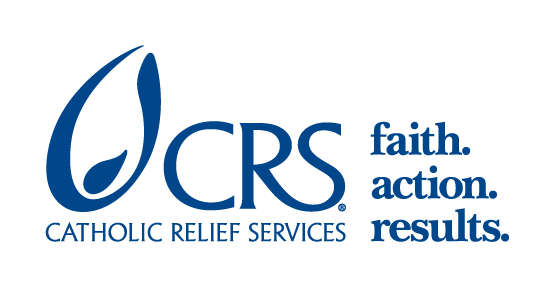 CRS®
CATHOLIC RELIEF SERVICES
faith.
action.
results.